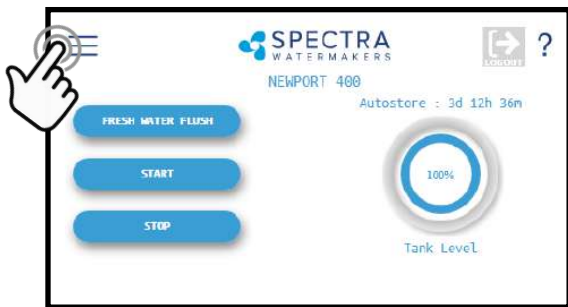 SPECTRA
WATERMAKERS
LOGOUT
?
NEWPORT 400
Autostore : 3d 12h 36m
FRESH WATER FLUSH
START
STOP
100%
Tank Level